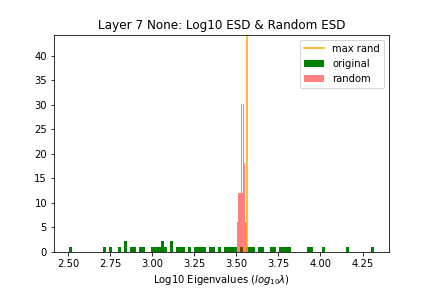 Layer 7 None: Log10 ESD & Random ESD
max rand
original
random
40
35
30
25
20
15
10
5
0
2.50 2.75 3.00 3.25 3.50 3.75 4.00 4.25
Log10 Eigenvalues (log₁₀λ)